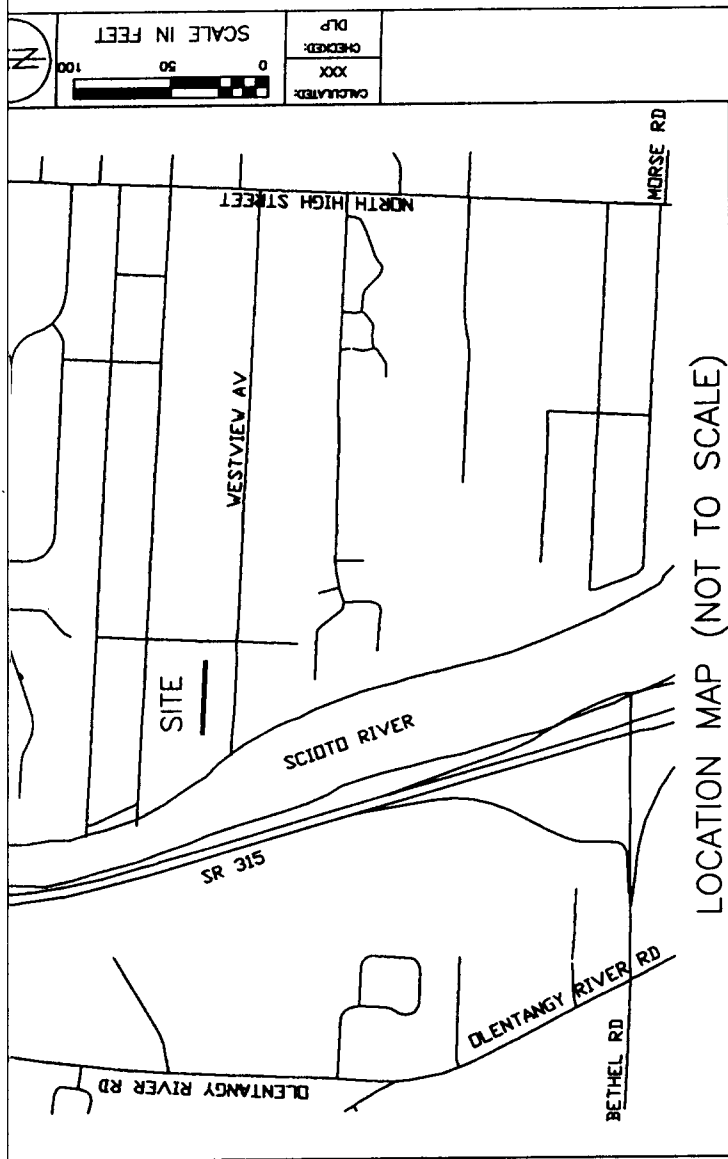 SCALE IN FEET
0 50 100
CALCULATED:
XXX
CHECKED:
DLP
N
MORSE RD
NORTH HIGH STREET
WESTVIEW AV
SITE
SCIOTO RIVER
SR 315
OLENTANGY RIVER RD
OLENTANGY RIVER RD
BETHEL RD
LOCATION MAP (NOT TO SCALE)